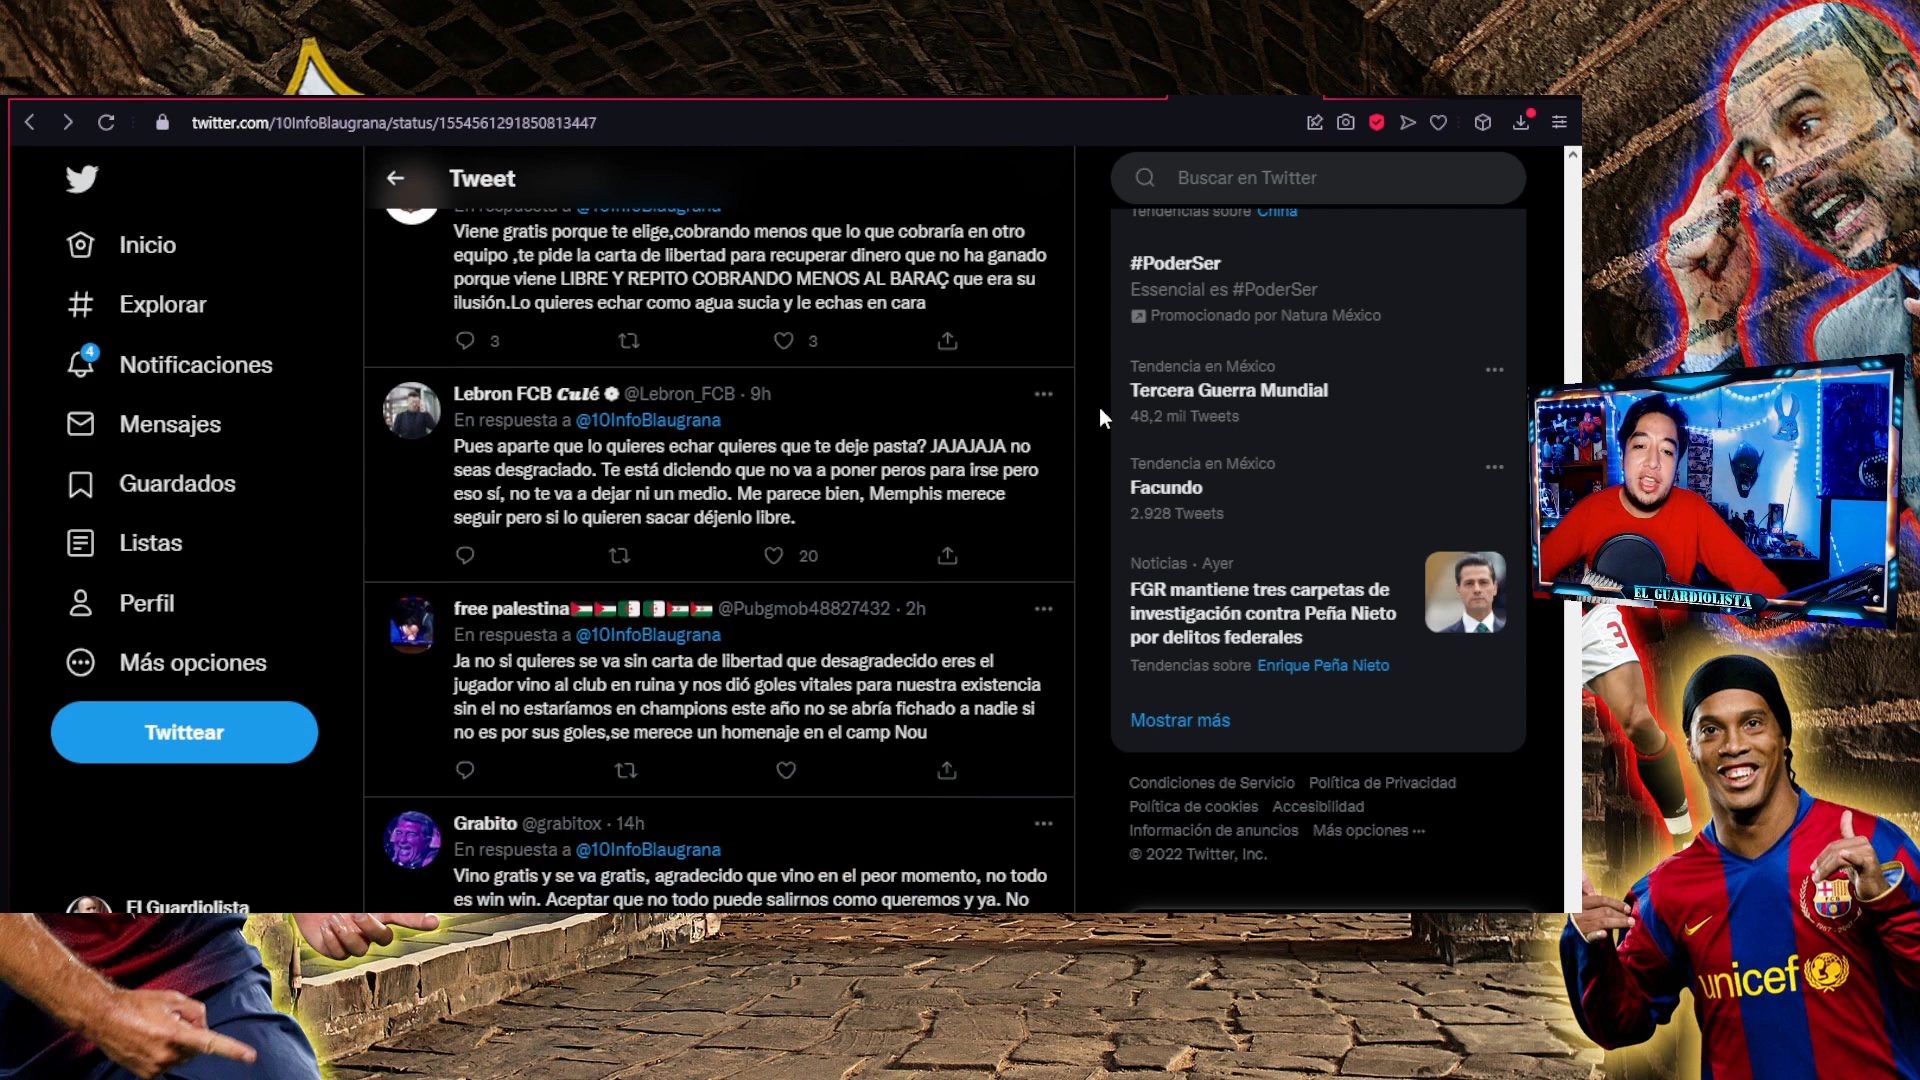 twitter.com/10InfoBlaugrana/status/1554561291850813447
Inicio
Explorar
4
Notificaciones
Mensajes
Guardados
Listas
Perfil
Más opciones
Twittear
El Guardiolista
Tweet
En respuesta a @10InfoBlaugrana
Viene gratis porque te elige,cobrando menos que lo que cobraría en otro
equipo ,te pide la carta de libertad para recuperar dinero que no ha ganado
porque viene LIBRE Y REPITO COBRANDO MENOS AL BARAÇ que era su
ilusión.Lo quieres echar como agua sucia y le echas en cara
3
3
Lebron FCB Culé @Lebron_FCB · 9h
En respuesta a @10InfoBlaugrana
Pues aparte que lo quieres echar quieres que te deje pasta? JAJAJAJA no
seas desgraciado. Te está diciendo que no va a poner peros para irse pero
eso sí, no te va a dejar ni un medio. Me parece bien, Memphis merece
seguir pero si lo quieren sacar déjenlo libre.
20
free palestina @Pubgmob48827432 · 2h
En respuesta a @10InfoBlaugrana
Ja no si quieres se va sin carta de libertad que desagradecido eres el
jugador vino al club en ruina y nos dió goles vitales para nuestra existencia
sin el no estaríamos en champions este año no se abría fichado a nadie si
no es por sus goles,se merece un homenaje en el camp Nou
Grabito @grabitox · 14h
En respuesta a @10InfoBlaugrana
Vino gratis y se va gratis, agradecido que vino en el peor momento, no todo
es win win. Aceptar que no todo puede salirnos como queremos y ya. No
Buscar en Twitter
Tendencias sobre China
#PoderSer
Essencial es #PoderSer
Promocionado por Natura México
Tendencia en México
Tercera Guerra Mundial
48,2 mil Tweets
Tendencia en México
Facundo
2.928 Tweets
Noticias · Ayer
FGR mantiene tres carpetas de
investigación contra Peña Nieto
por delitos federales
Tendencias sobre Enrique Peña Nieto
Mostrar más
Condiciones de Servicio Política de Privacidad
Política de cookies Accesibilidad
Información de anuncios Más opciones ···
© 2022 Twitter, Inc.
EL GUARDIOLISTA
3
unicef